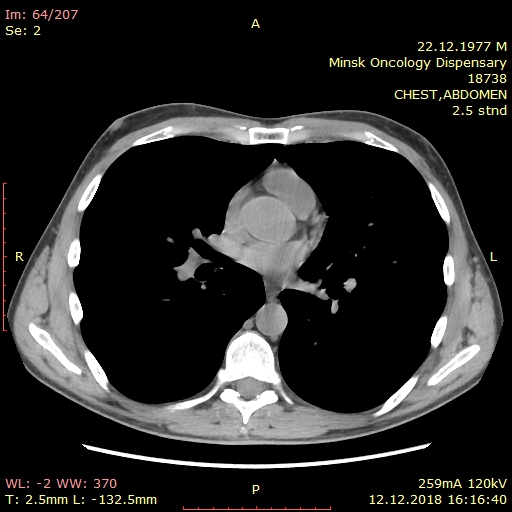 Im: 64/207
Se: 2
A
22.12.1977 M
Minsk Oncology Dispensary
18738
CHEST,ABDOMEN
2.5 stnd
R
L
WL: -2 WW: 370
T: 2.5mm L: -132.5mm
P
259mA 120kV
12.12.2018 16:16:40